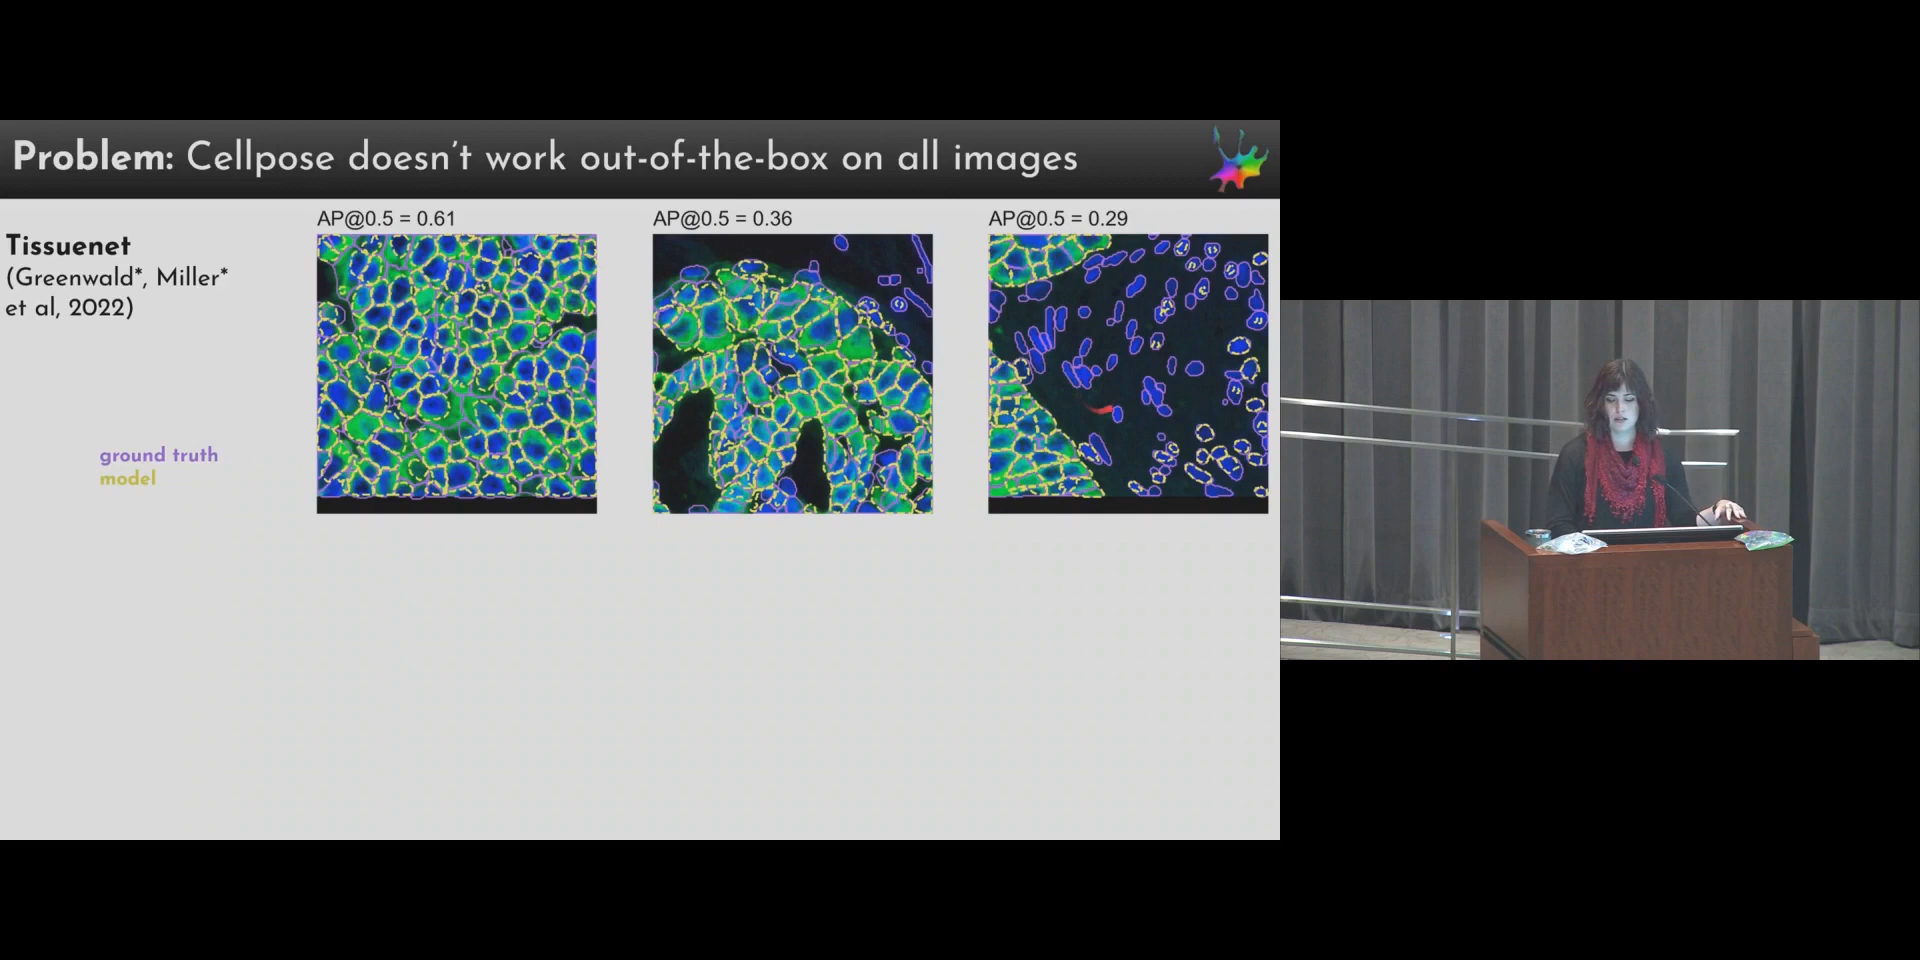 Problem: Cellpose doesn't work out-of-the-box on all images
Tissuenet
(Greenwald*, Miller*
et al, 2022)
ground truth
model
AP@0.5 = 0.61
AP@0.5 = 0.36
AP@0.5 = 0.29